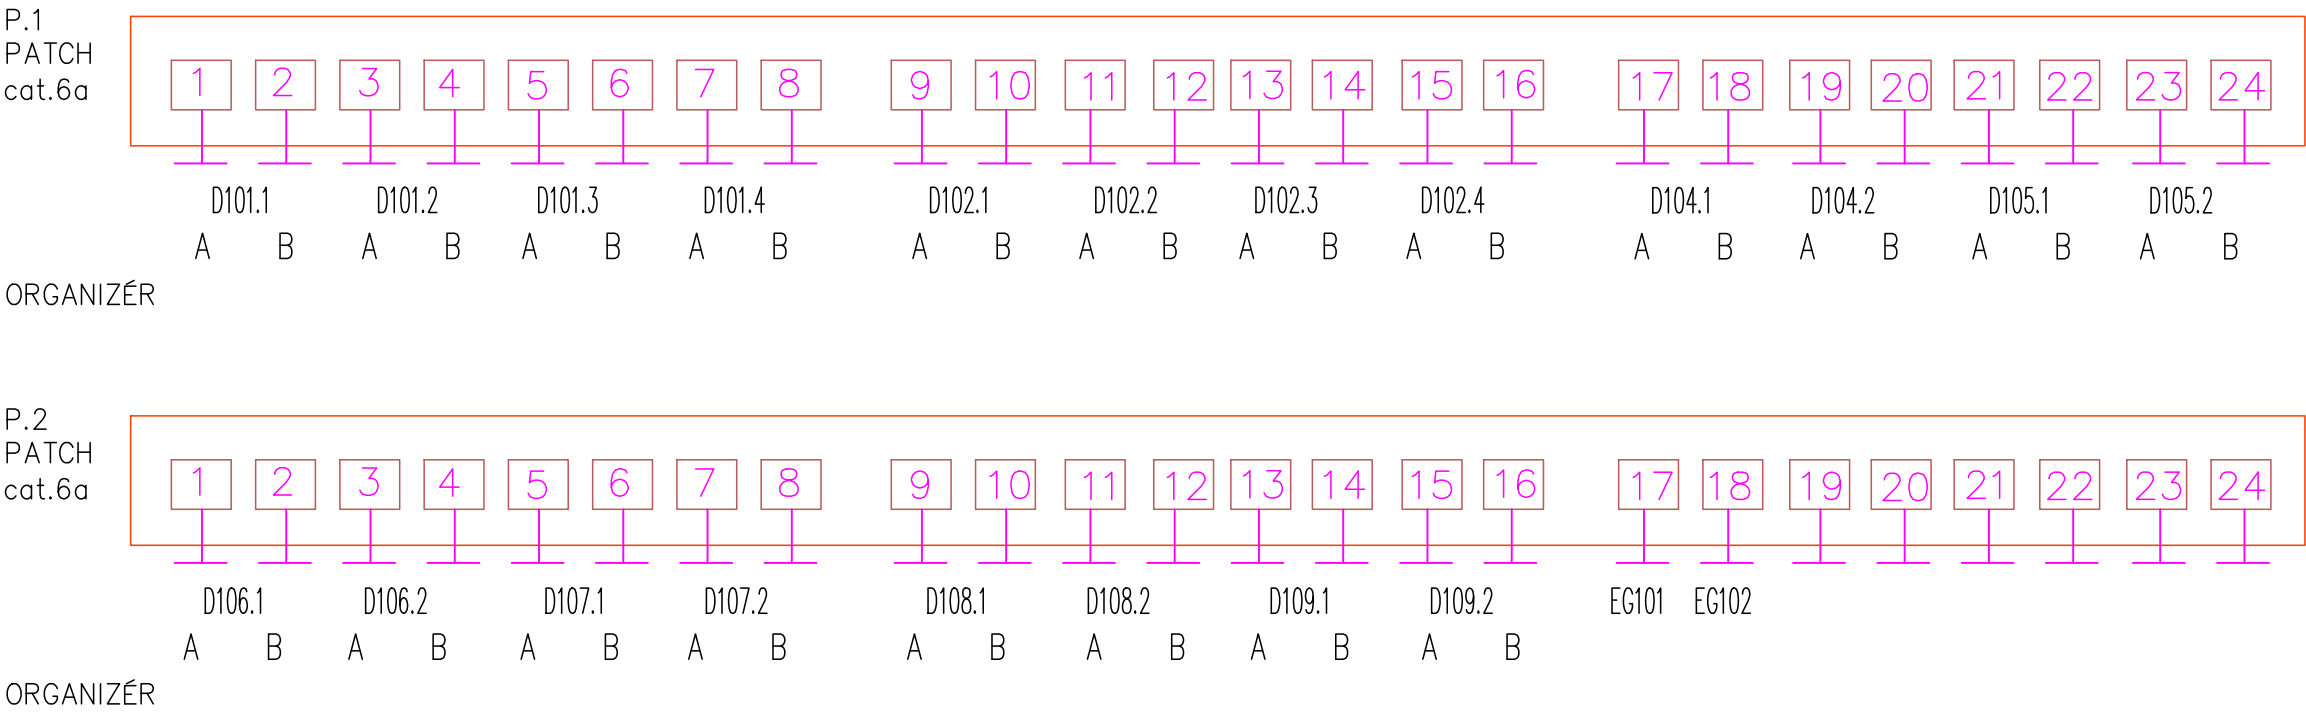 P.1
PATCH
cat.6a
1 2 3 4 5 6 7 8 9 10 11 12 13 14 15 16 17 18 19 20 21 22 23 24
D101.1 D101.2 D101.3 D101.4 D102.1 D102.2 D102.3 D102.4 D104.1 D104.2 D105.1 D105.2
A B A B A B A B A B A B A B A B A B A B A B A B
ORGANIZÉR
P.2
PATCH
cat.6a
1 2 3 4 5 6 7 8 9 10 11 12 13 14 15 16 17 18 19 20 21 22 23 24
D106.1 D106.2 D107.1 D107.2 D108.1 D108.2 D109.1 D109.2 EG101 EG102
A B A B A B A B A B A B A B A B
ORGANIZÉR